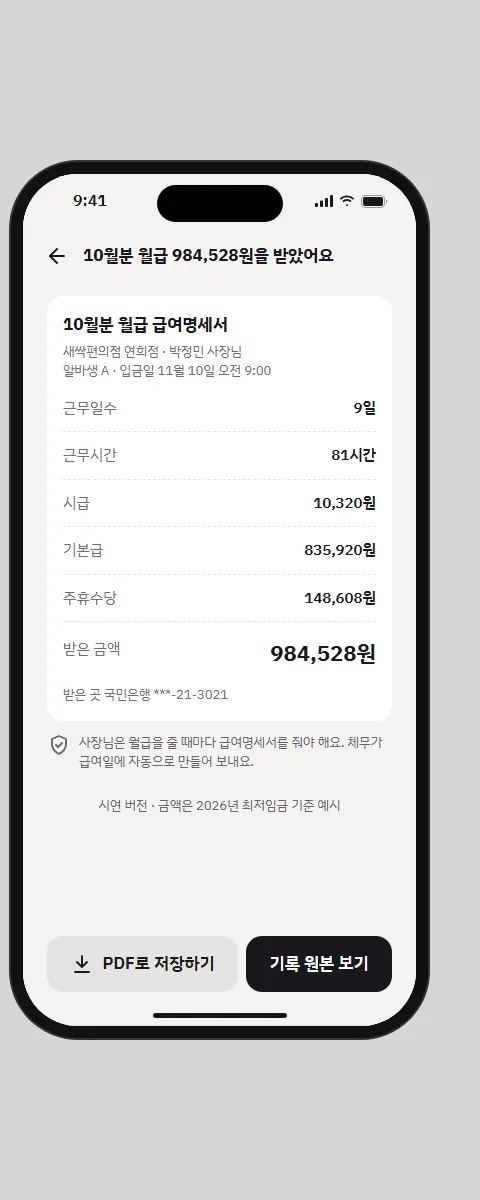 9:41
10월분 월급 984,528원을 받았어요
10월분 월급 급여명세서
새싹편의점 연희점 · 박정민 사장님
알바생 A · 입금일 11월 10일 오전 9:00
근무일수 9일
근무시간 81시간
시급 10,320원
기본급 835,920원
주휴수당 148,608원
받은 금액 984,528원
받은 곳 국민은행 ***-21-3021
사장님은 월급을 줄 때마다 급여명세서를 줘야 해요. 체무가
급여일에 자동으로 만들어 보내요.
시연 버전 · 금액은 2026년 최저임금 기준 예시
PDF로 저장하기 기록 원본 보기